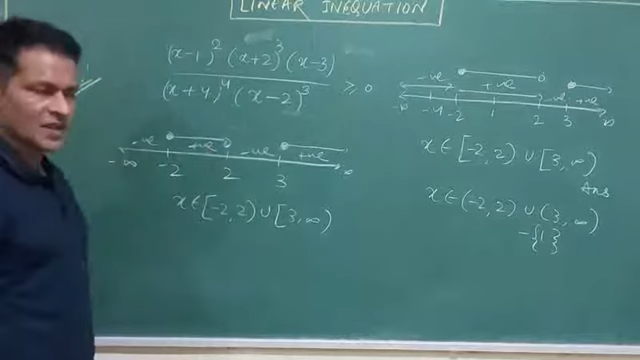 LINEAR INEQUATION
(x-1)² (x+2)³ (x-3)
(x+4)⁴ (x-2)³ ≥ 0
-ve +ve -ve +ve
-∞ -2 2 3 ∞
x ∈ [-2, 2) ∪ [3, ∞)
-ve +ve -ve +ve
-∞ -4 -2 1 2 3 ∞
x ∈ [-2, 2) ∪ [3, ∞)
Ans
x ∈ (-2, 2) ∪ (3, ∞)
- {1}